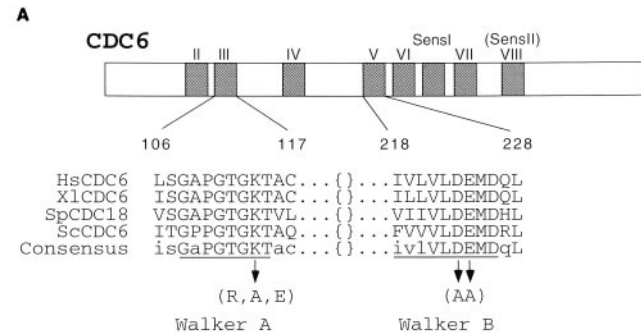 A
CDC6
II III IV V VI SensI VII (SensII) VIII
106 117 218 228
HsCDC6 LSGAPGTGKTAC...{}...IVLVLDEMDQL
XlCDC6 ISGAPGTGKTAC...{}...ILLVLDEMDQL
SpCDC18 VSGAPGTGKTVL...{}...VIIVLDEMDHL
ScCDC6 ITGPPGTGKTAQ...{}...FVVVLDEMDRL
Consensus isGaPGTGKTac...{}...ivlVLDEMDqL
(R,A,E) (AA)
Walker A Walker B